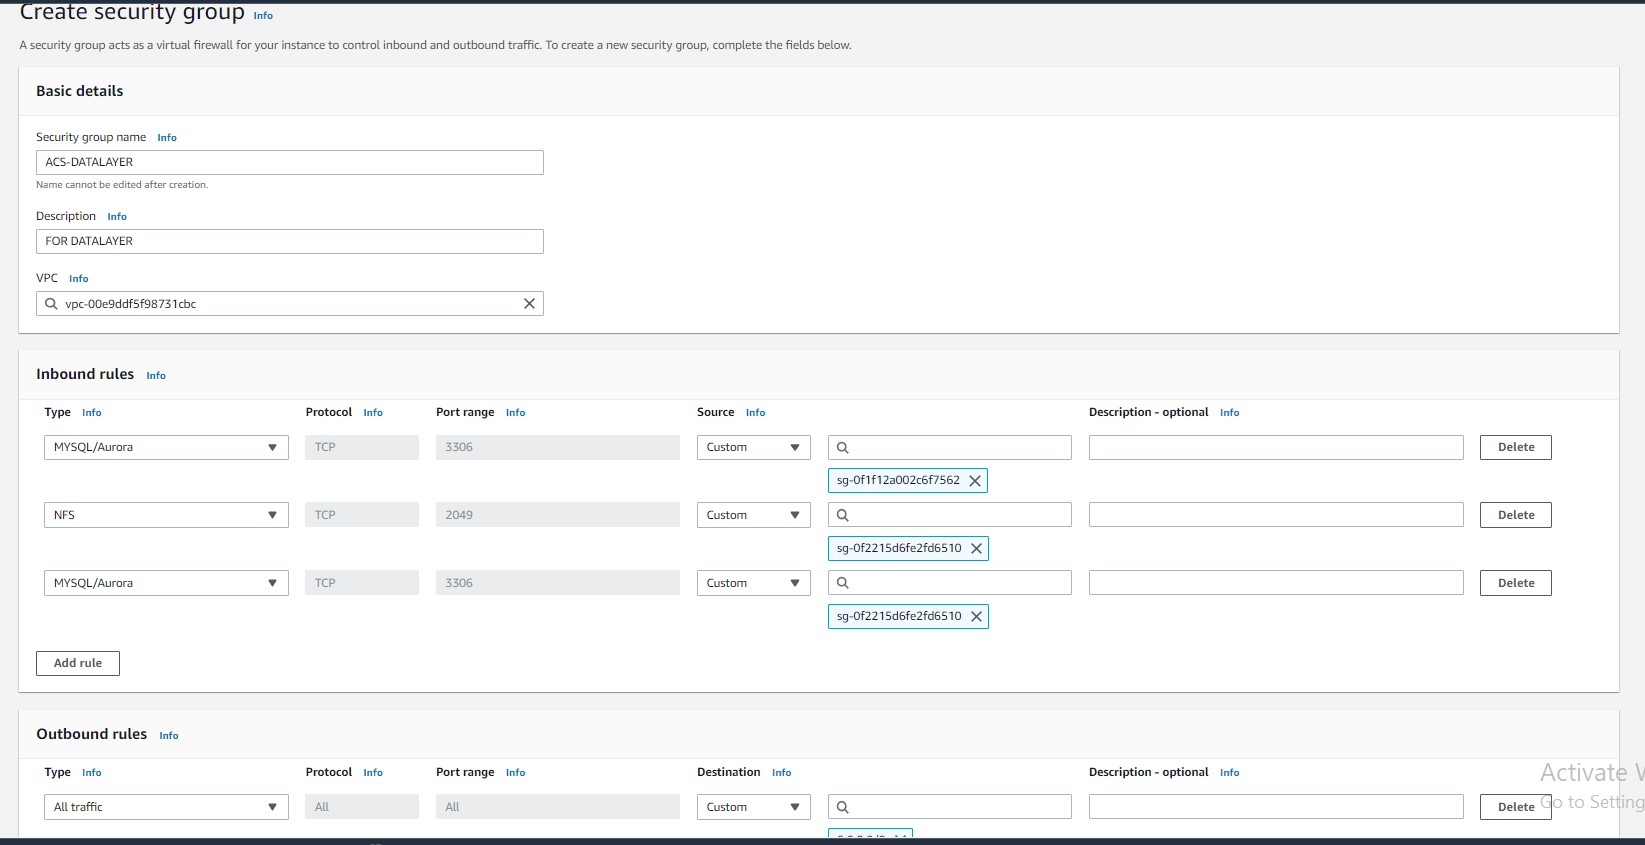 Create security group Info
A security group acts as a virtual firewall for your instance to control inbound and outbound traffic. To create a new security group, complete the fields below.
Basic details
Security group name Info
ACS-DATALAYER
Name cannot be edited after creation.
Description Info
FOR DATALAYER
VPC Info
vpc-00e9ddf5f98731cbc
Inbound rules Info
Type Info Protocol Info Port range Info Source Info Description - optional Info
MYSQL/Aurora TCP 3306 Custom Delete
sg-0f1f12a002c6f7562
NFS TCP 2049 Custom Delete
sg-0f2215d6fe2fd6510
MYSQL/Aurora TCP 3306 Custom Delete
sg-0f2215d6fe2fd6510
Add rule
Outbound rules Info
Type Info Protocol Info Port range Info Destination Info Description - optional Info
Activate W
All traffic All All Custom Delete
Go to Setting